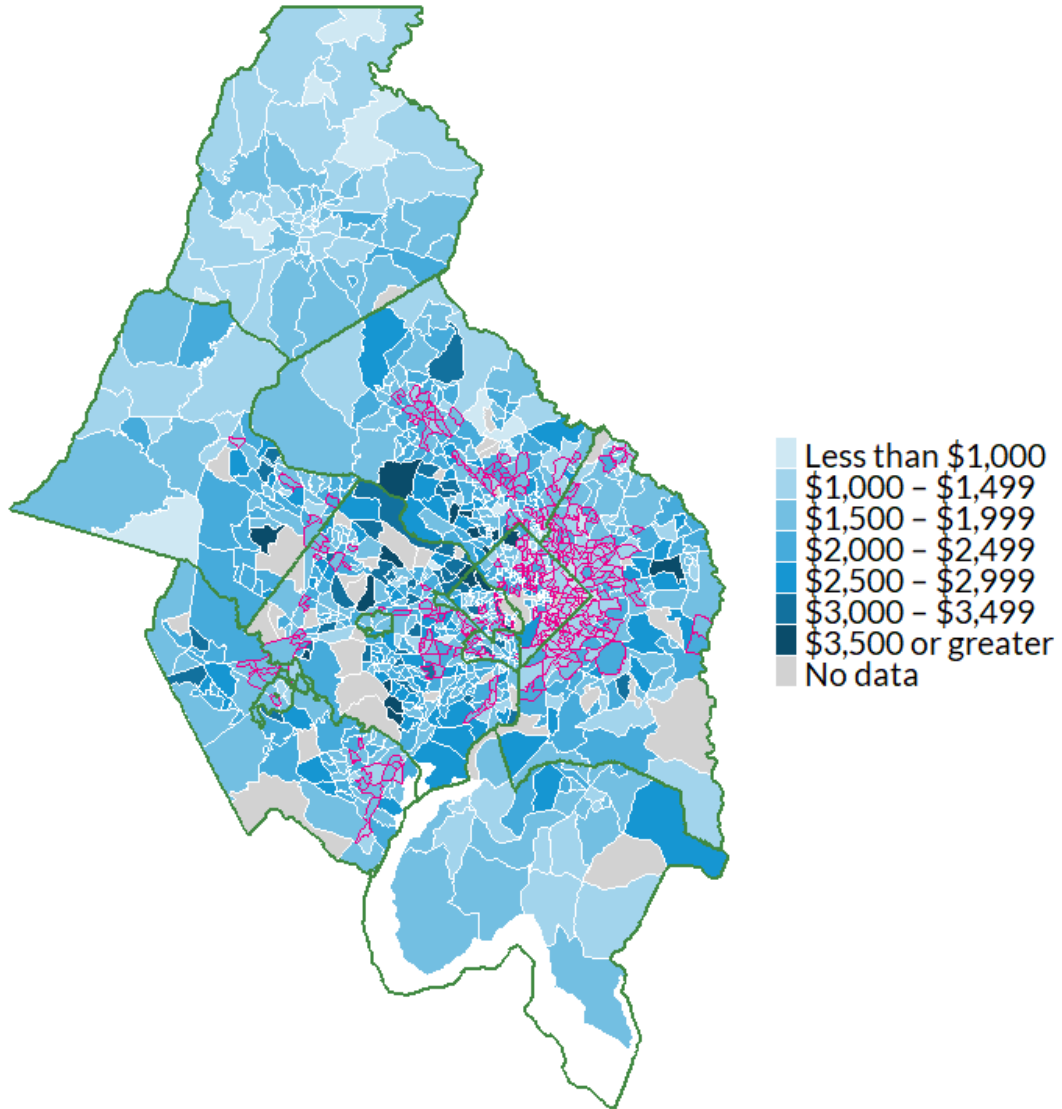 Less than $1,000
$1,000 – $1,499
$1,500 – $1,999
$2,000 – $2,499
$2,500 – $2,999
$3,000 – $3,499
$3,500 or greater
No data